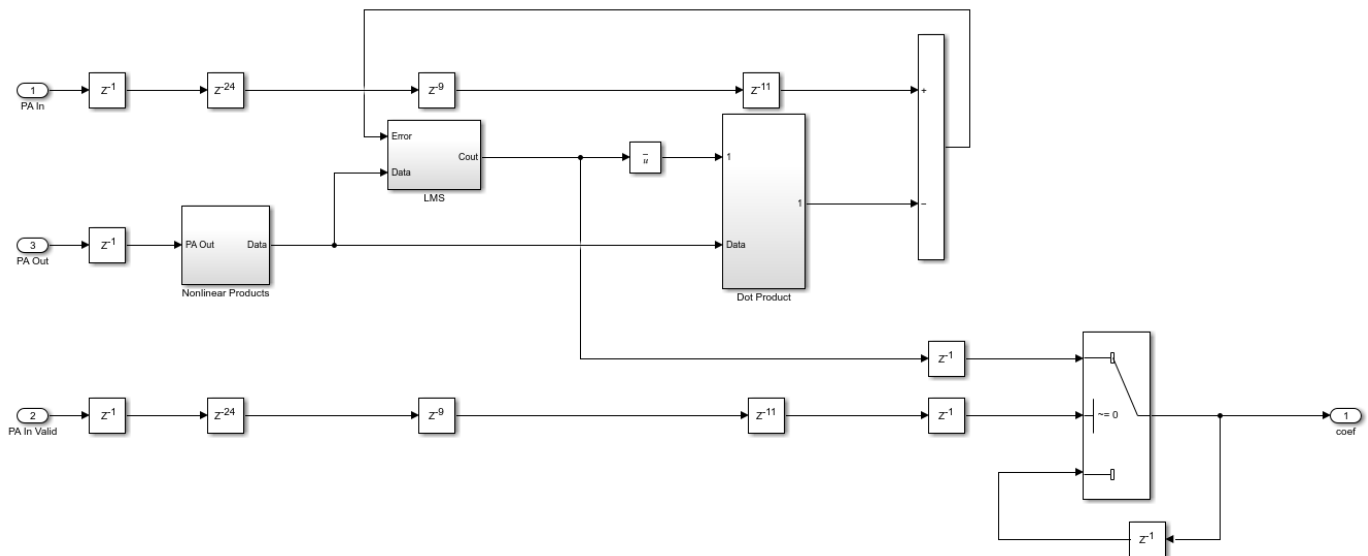 1
PA In
Z-1
Z-24
Z-9
Z-11
+
−
Error
Data
Cout
LMS
1
Data
1
Dot Product
3
PA Out
Z-1
PA Out
Data
Nonlinear Products
Z-1
2
PA In Valid
Z-1
Z-24
Z-9
Z-11
Z-1
~= 0
1
coef
Z-1